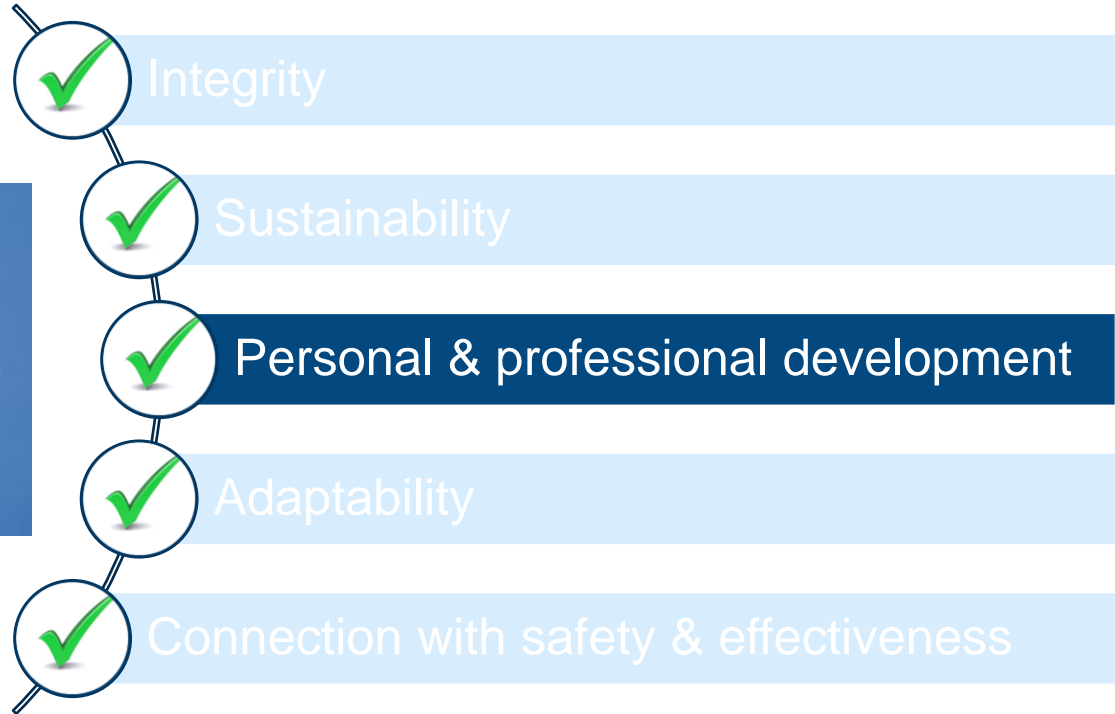 Integrity
Sustainability
Personal & professional development
Adaptability
Connection with safety & effectiveness